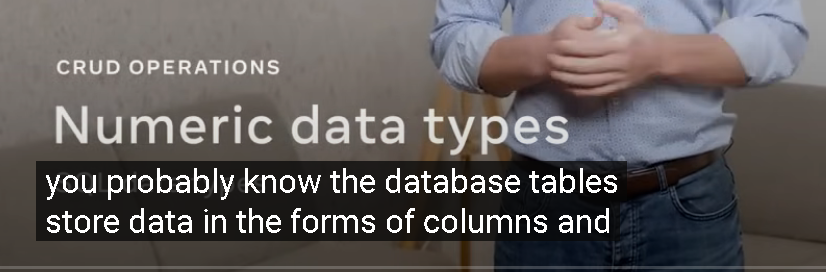 CRUD OPERATIONS
Numeric data types
you probably know the database tables
store data in the forms of columns and